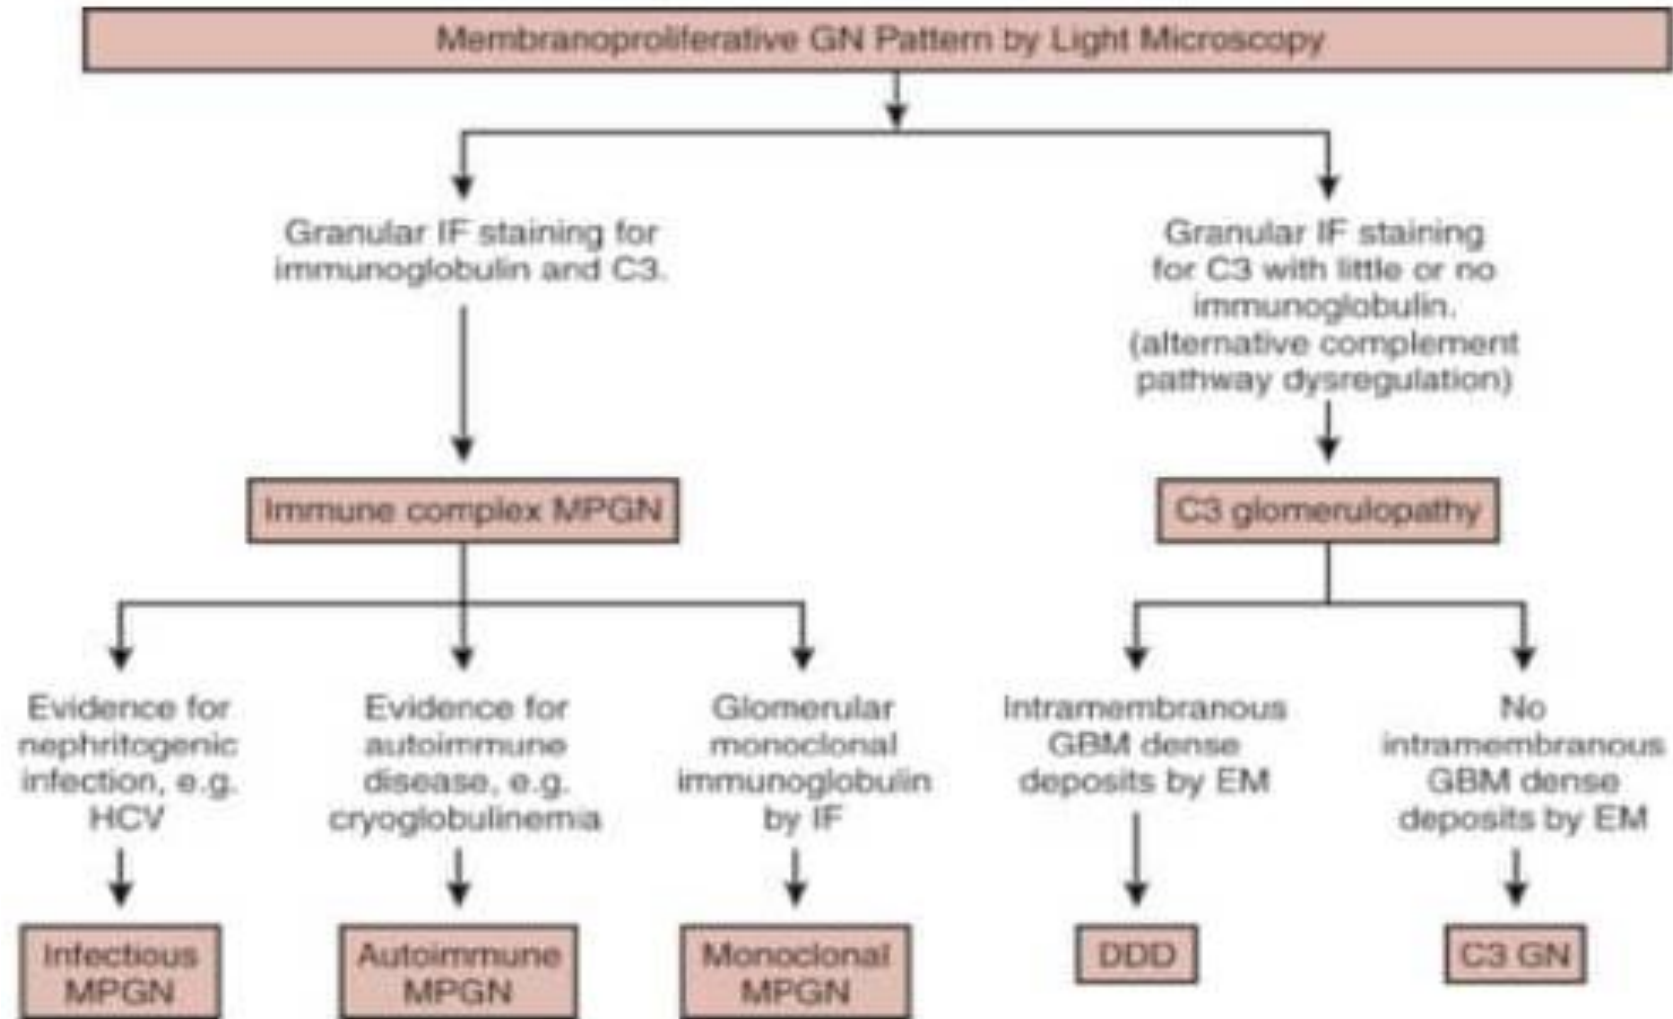 Membranoproliferative GN Pattern by Light Microscopy
Granular IF staining for
immunoglobulin and C3.
Granular IF staining
for C3 with little or no
immunoglobulin.
(alternative complement
pathway dysregulation)
Immune complex MPGN
C3 glomerulopathy
Evidence for
nephritogenic
infection, e.g.
HCV
Evidence for
autoimmune
disease, e.g.
cryoglobulinemia
Glomerular
monoclonal
immunoglobulin
by IF
Intramembranous
GBM dense
deposits by EM
No
intramembranous
GBM dense
deposits by EM
Infectious
MPGN
Autoimmune
MPGN
Monoclonal
MPGN
DDD
C3 GN